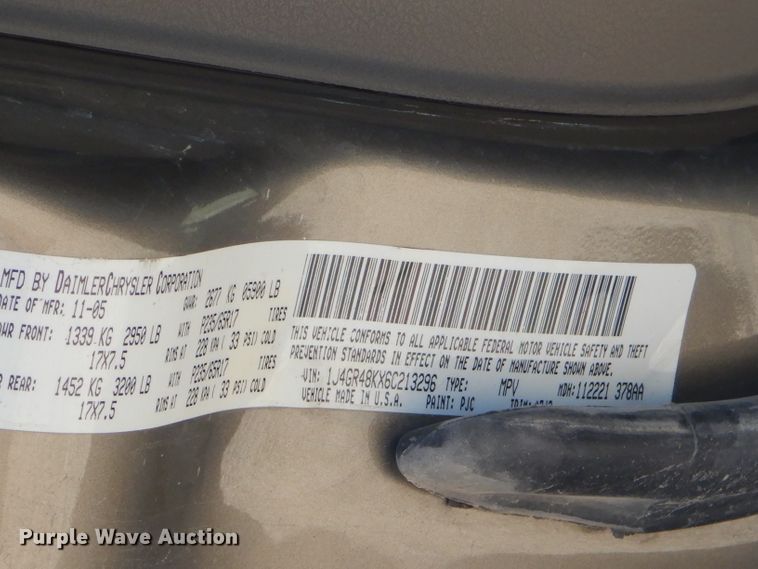 MFD BY DAIMLERCHRYSLER CORPORATION
DATE OF MFR: 11-05 GVWR: 2677 KG 05900 LB
FRONT: 1339 KG 2950 LB WITH P235/65R17 TIRES
17X7.5 RIMS AT 228 KPA ( 33 PSI) COLD
REAR: 1452 KG 3200 LB WITH P235/65R17 TIRES
17X7.5 RIMS AT 228 KPA ( 33 PSI) COLD
THIS VEHICLE CONFORMS TO ALL APPLICABLE FEDERAL MOTOR VEHICLE SAFETY AND THEFT
PREVENTION STANDARDS IN EFFECT ON THE DATE OF MANUFACTURE SHOWN ABOVE.
VIN: 1J4GR48KX6C213296 TYPE: MPV MDH: 112221 378AA
VEHICLE MADE IN U.S.A. PAINT: PJC
Purple Wave Auction